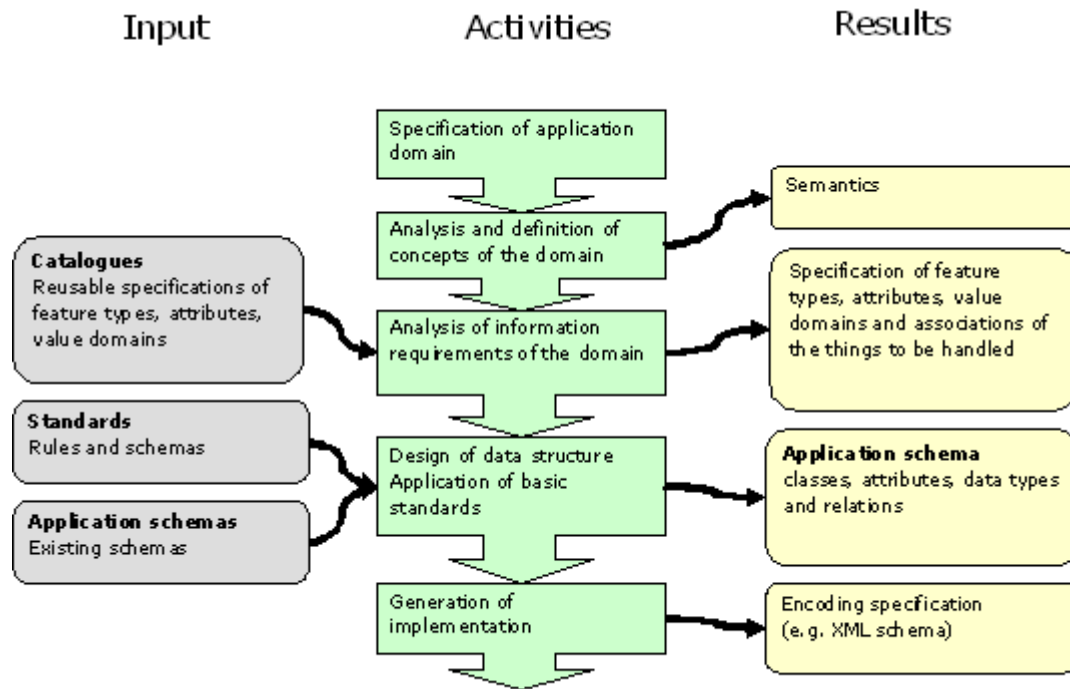 Input
Activities
Results
Specification of application
domain
Semantics
Analysis and definition of
concepts of the domain
Catalogues
Reusable specifications of
feature types, attributes,
value domains
Analysis of information
requirements of the domain
Specification of feature
types, attributes, value
domains and associations of
the things to be handled
Standards
Rules and schemas
Application schemas
Existing schemas
Design of data structure
Application of basic
standards
Application schema
classes, attributes, data types
and relations
Generation of
implementation
Encoding specification
(e.g. XML schema)